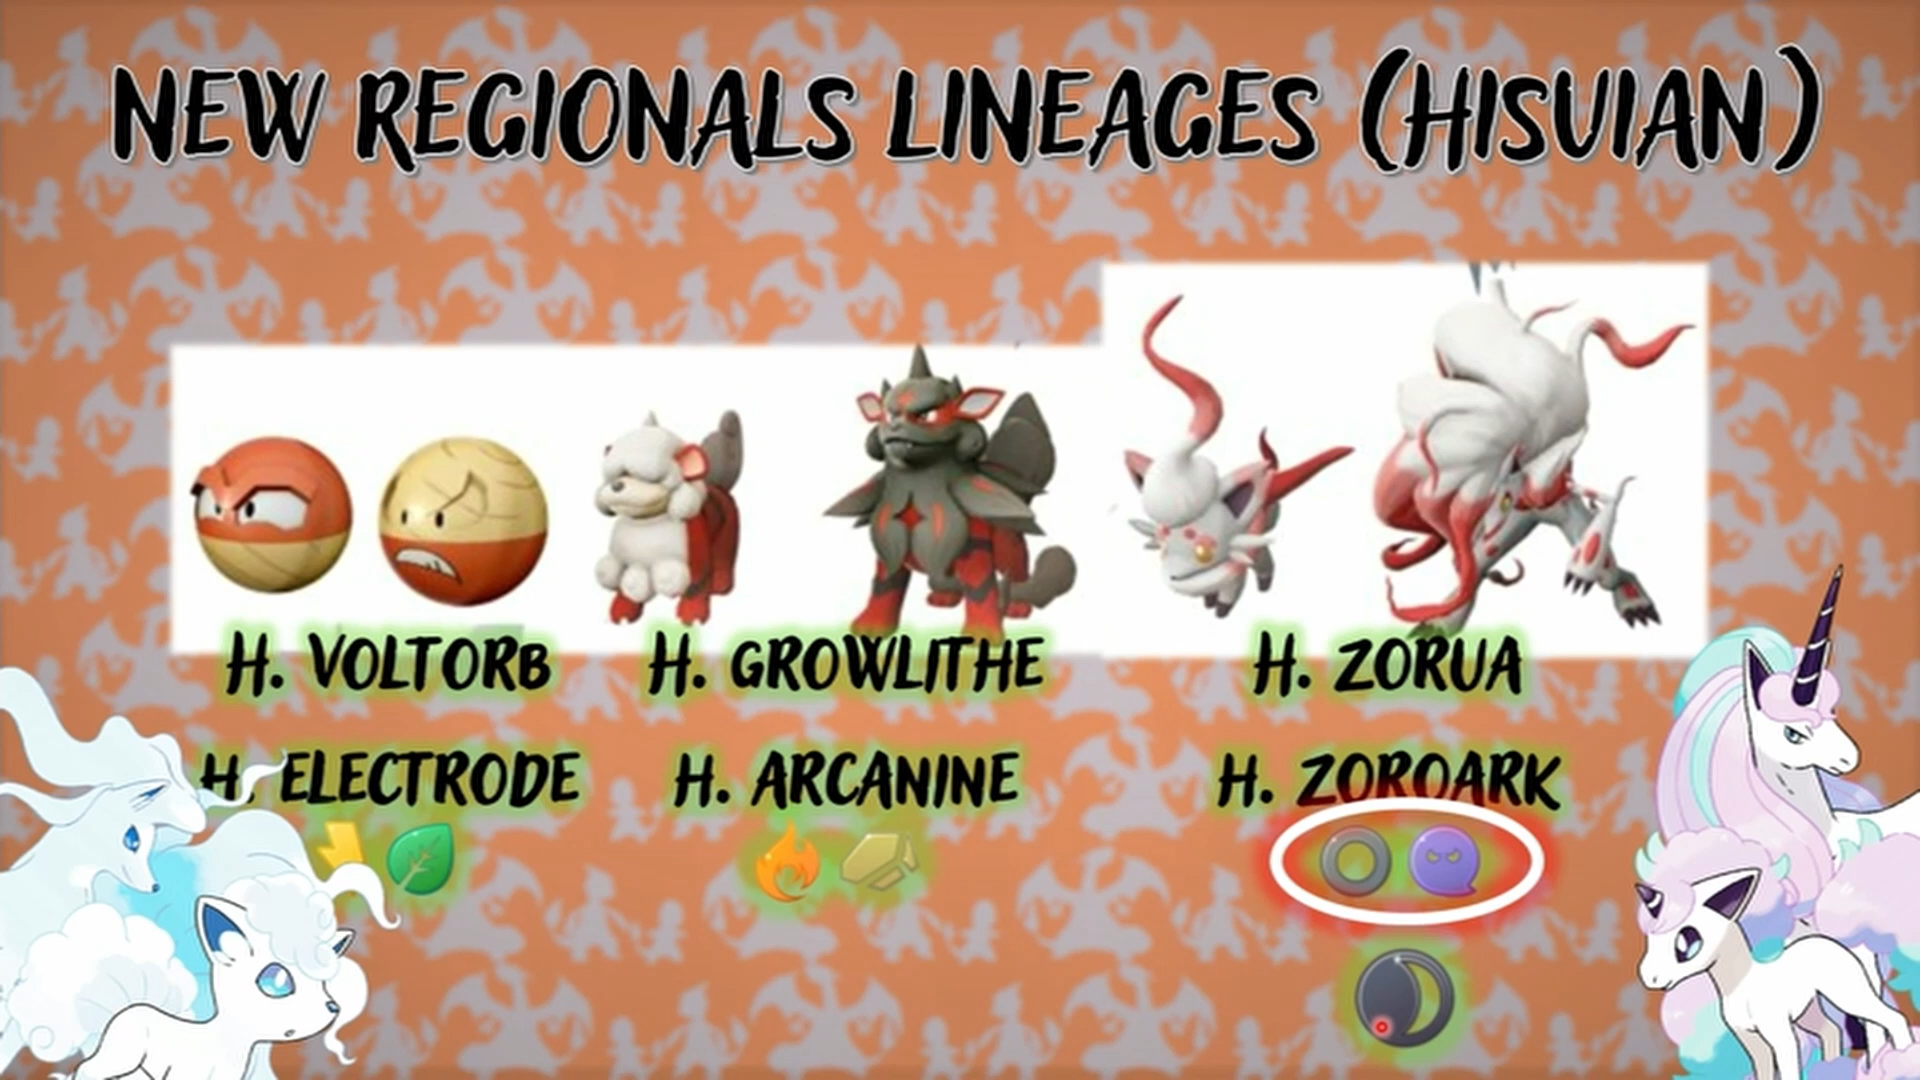 NEW REGIONALS LINEAGES (HISUIAN)
H. VOLTORB
H. ELECTRODE
H. GROWLITHE
H. ARCANINE
H. ZORUA
H. ZOROARK